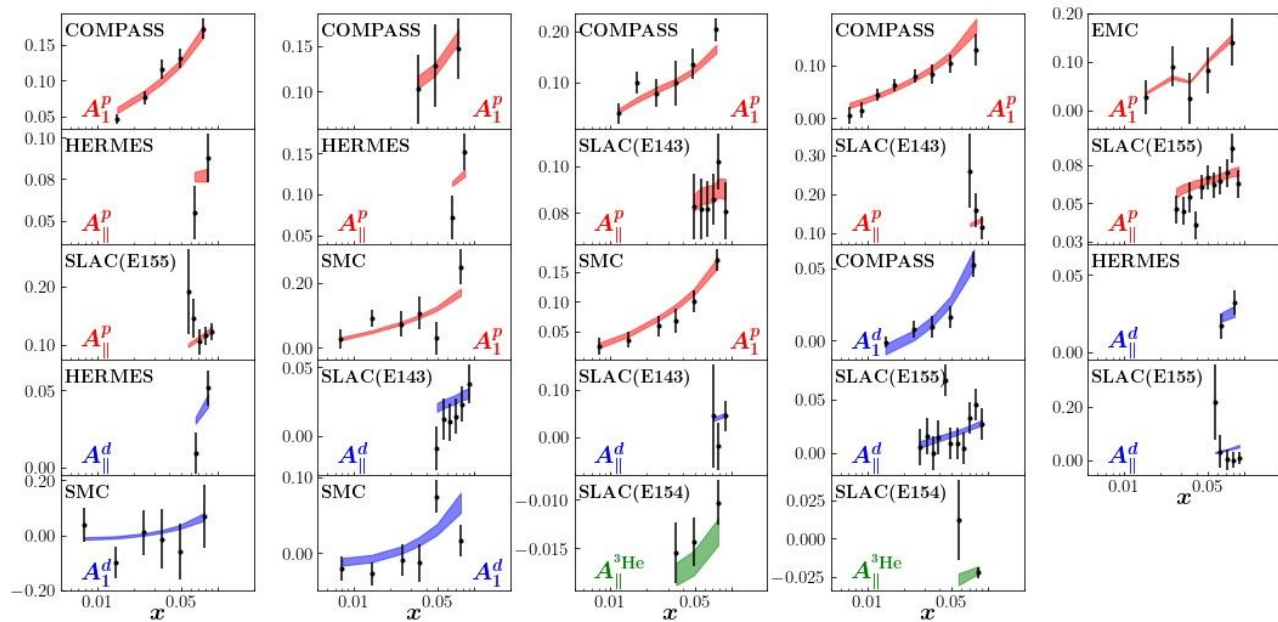 COMPASS
0.15
0.10
0.05
A_1^p
COMPASS
0.15
0.10
A_1^p
COMPASS
0.20
0.10
A_1^p
COMPASS
0.10
0.00
A_1^p
EMC
0.20
0.10
0.00
A_1^p
HERMES
0.10
0.08
0.05
A_||^p
HERMES
0.15
0.10
0.05
A_||^p
SLAC(E143)
0.10
0.08
A_||^p
SLAC(E143)
0.30
0.20
0.10
A_||^p
SLAC(E155)
0.08
0.05
0.03
A_||^p
SLAC(E155)
0.20
0.10
A_||^p
SMC
0.20
0.00
A_1^p
SMC
0.15
0.10
0.05
A_1^p
COMPASS
0.05
0.00
A_1^d
HERMES
0.05
0.00
A_||^d
HERMES
0.05
0.00
A_||^d
SLAC(E143)
0.05
0.00
A_||^d
SLAC(E143)
0.10
0.00
A_||^d
SLAC(E155)
0.05
0.00
A_||^d
SLAC(E155)
0.20
0.00
A_||^d
0.01 0.05
x
SMC
0.20
0.00
−0.20
A_1^d
0.01 0.05
x
SMC
0.10
0.00
A_1^d
0.01 0.05
x
SLAC(E154)
−0.010
−0.015
A_||^3He
0.01 0.05
x
SLAC(E154)
0.025
0.000
−0.025
A_||^3He
0.01 0.05
x